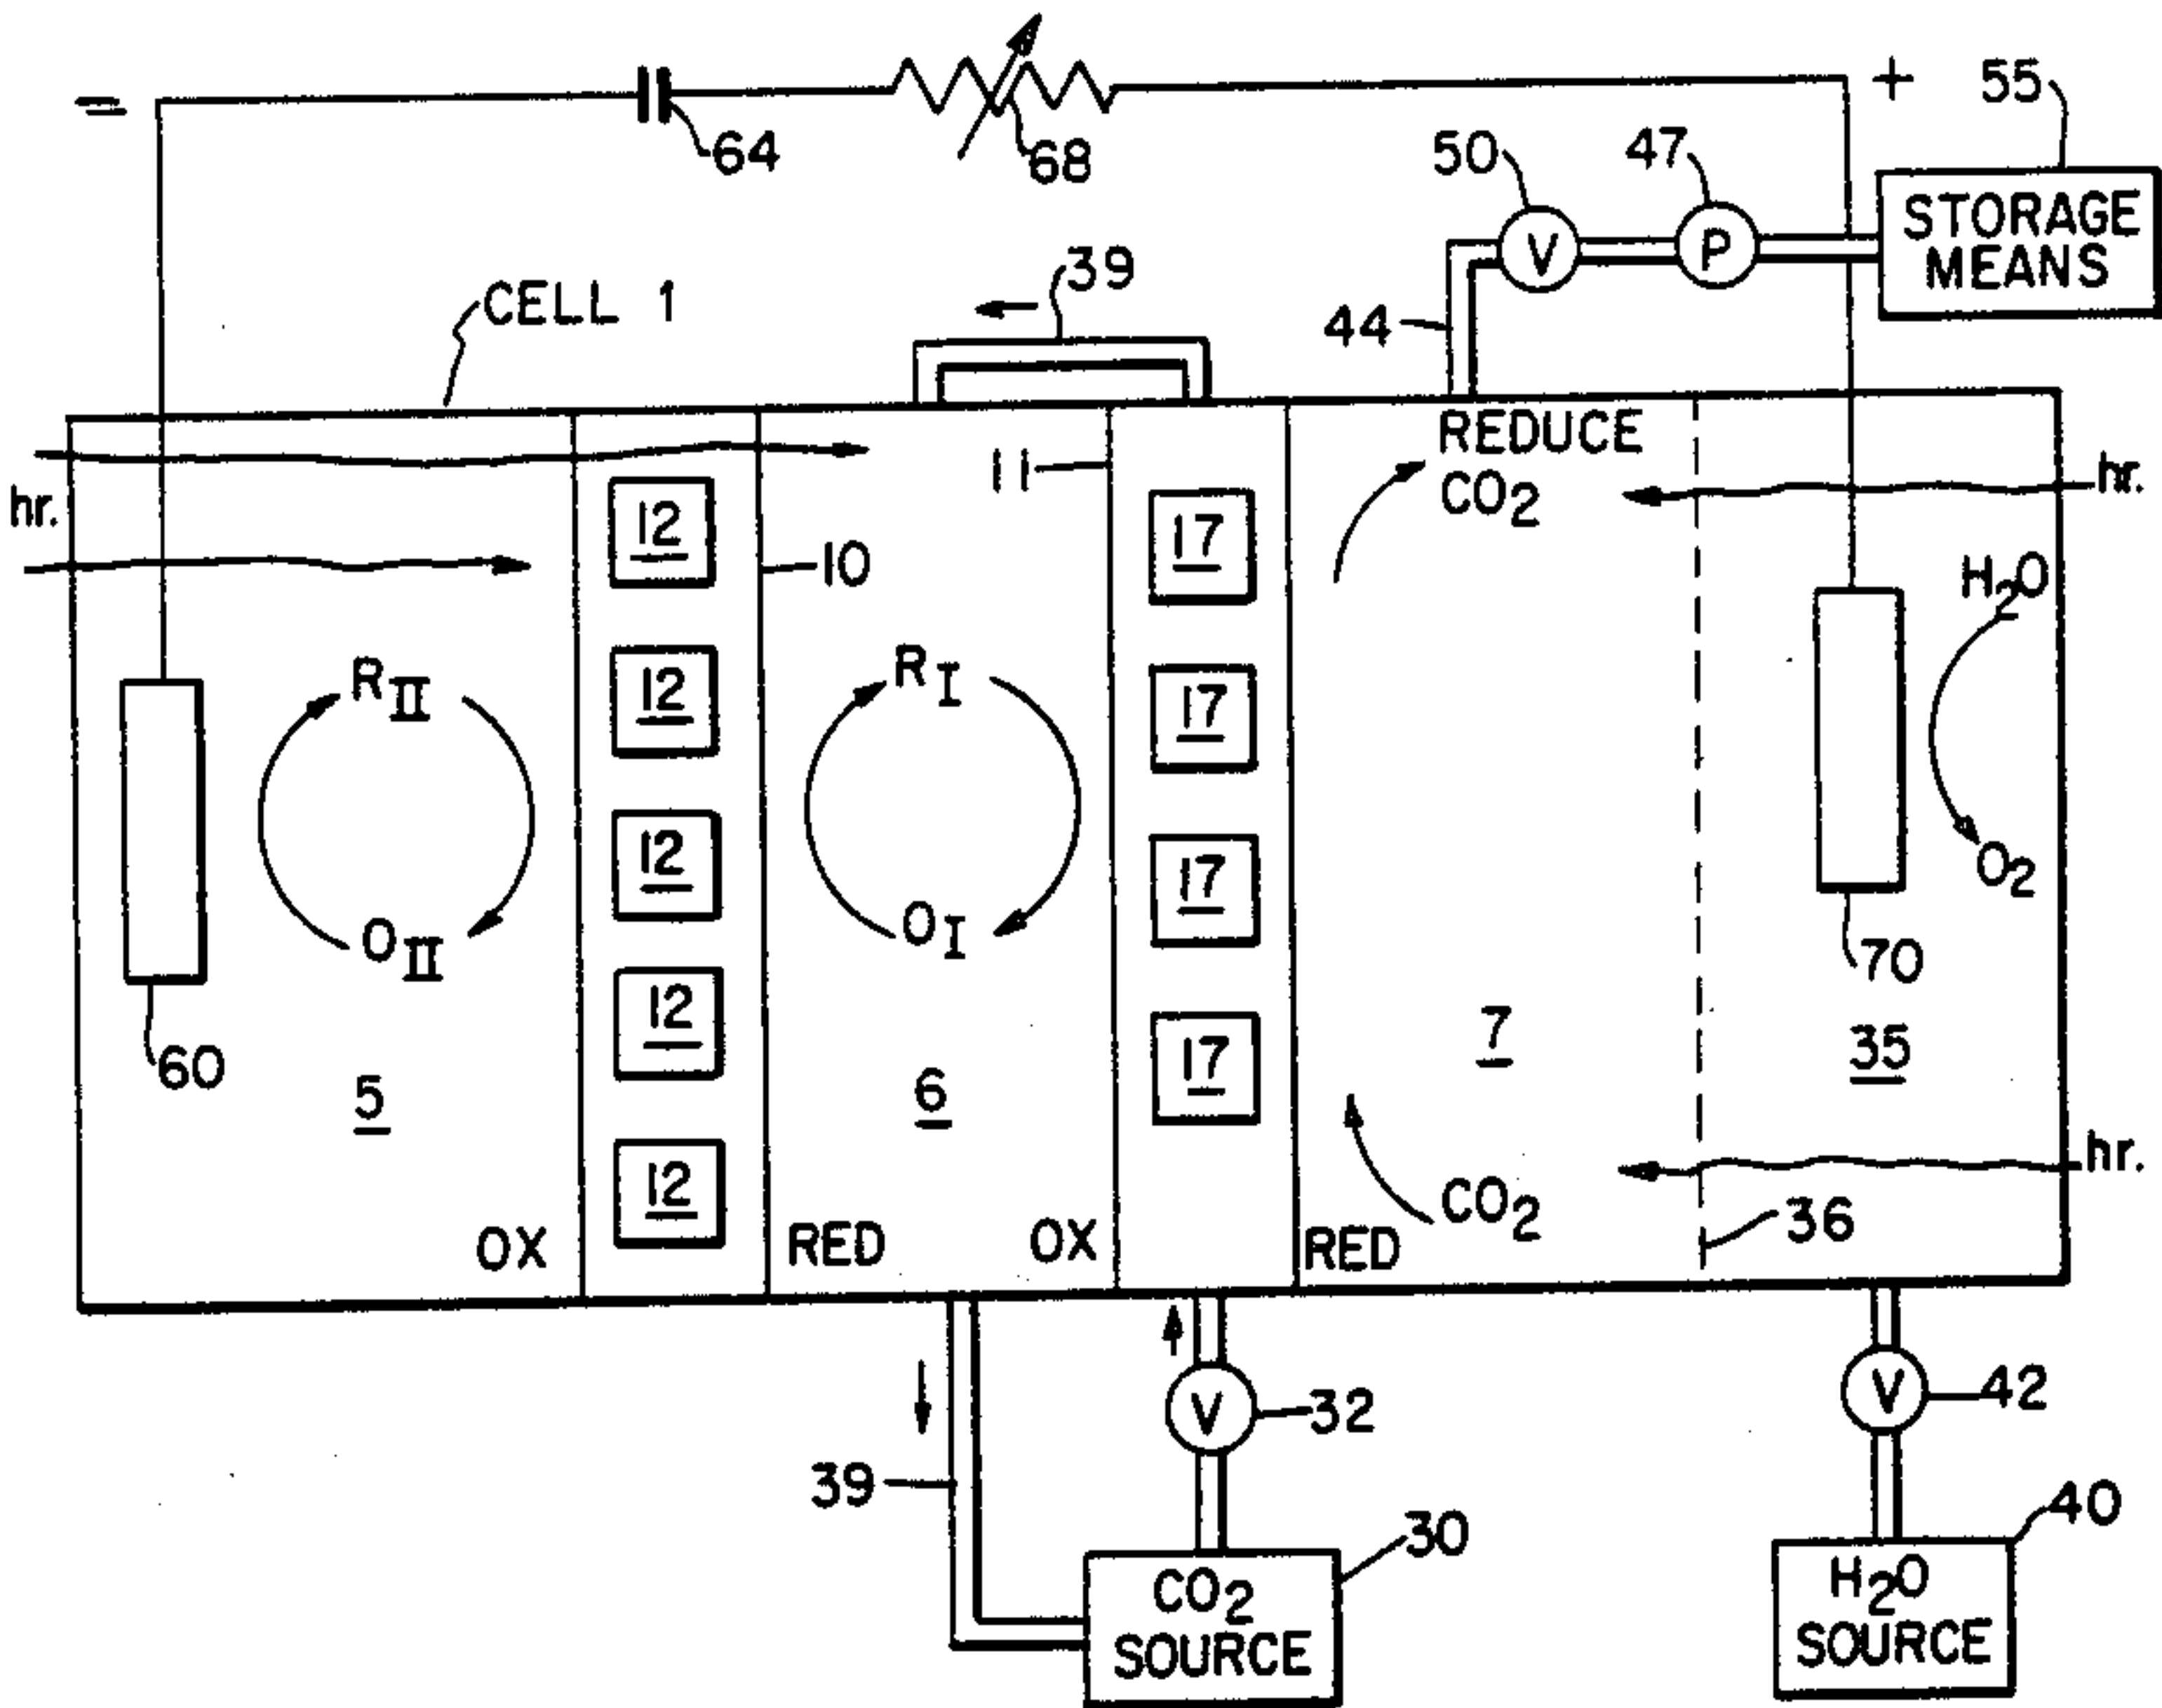 −
+
55
64
68
50
47
STORAGE
MEANS
V
P
39
CELL 1
44
REDUCE
CO2
11
hr.
hr.
12
17
10
H2O
RII
12
RI
17
12
17
O2
OII
OI
70
12
17
7
35
60
5
6
12
hr.
CO2
36
OX
RED
OX
RED
V
32
V
42
39
30
40
CO2
SOURCE
H2O
SOURCE